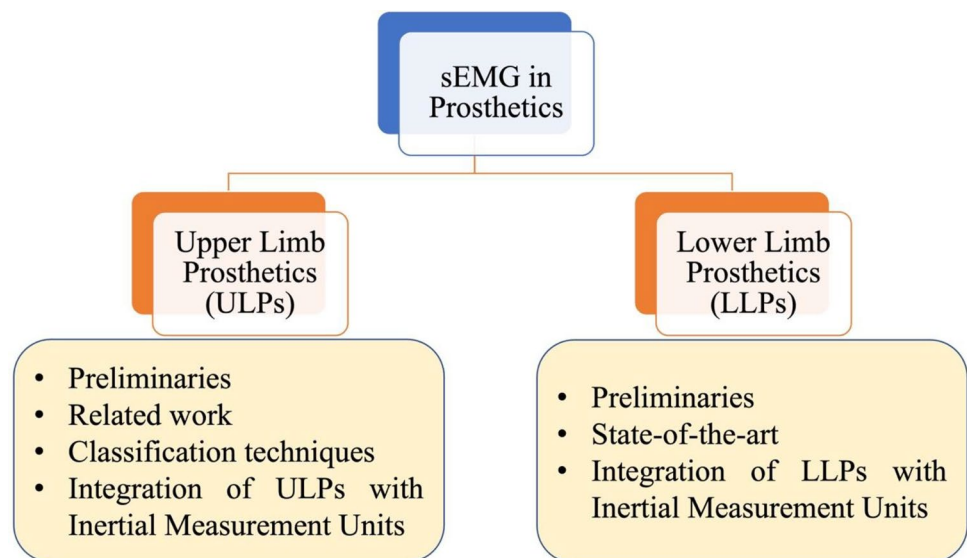 sEMG in
Prosthetics
Upper Limb
Prosthetics
(ULPs)
Lower Limb
Prosthetics
(LLPs)
• Preliminaries
• Related work
• Classification techniques
• Integration of ULPs with
Inertial Measurement Units
• Preliminaries
• State-of-the-art
• Integration of LLPs with
Inertial Measurement Units